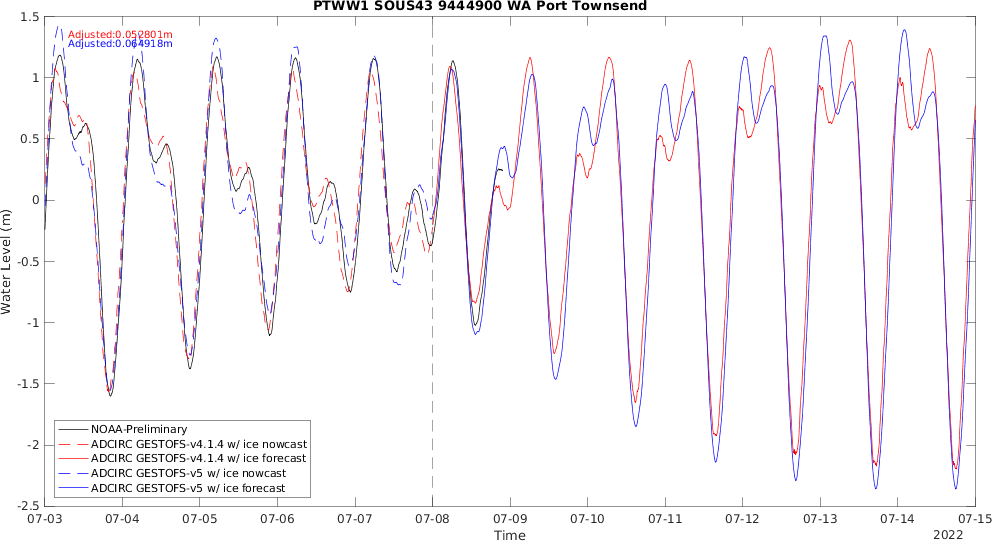 PTWW1 SOUS43 9444900 WA Port Townsend
Adjusted:0.052801m
Adjusted:0.064918m
Water Level (m)
1.5
1
0.5
0
-0.5
-1
-1.5
-2
-2.5
NOAA-Preliminary
ADCIRC GESTOFS-v4.1.4 w/ ice nowcast
ADCIRC GESTOFS-v4.1.4 w/ ice forecast
ADCIRC GESTOFS-v5 w/ ice nowcast
ADCIRC GESTOFS-v5 w/ ice forecast
07-03 07-04 07-05 07-06 07-07 07-08 07-09 07-10 07-11 07-12 07-13 07-14 07-15
Time
2022